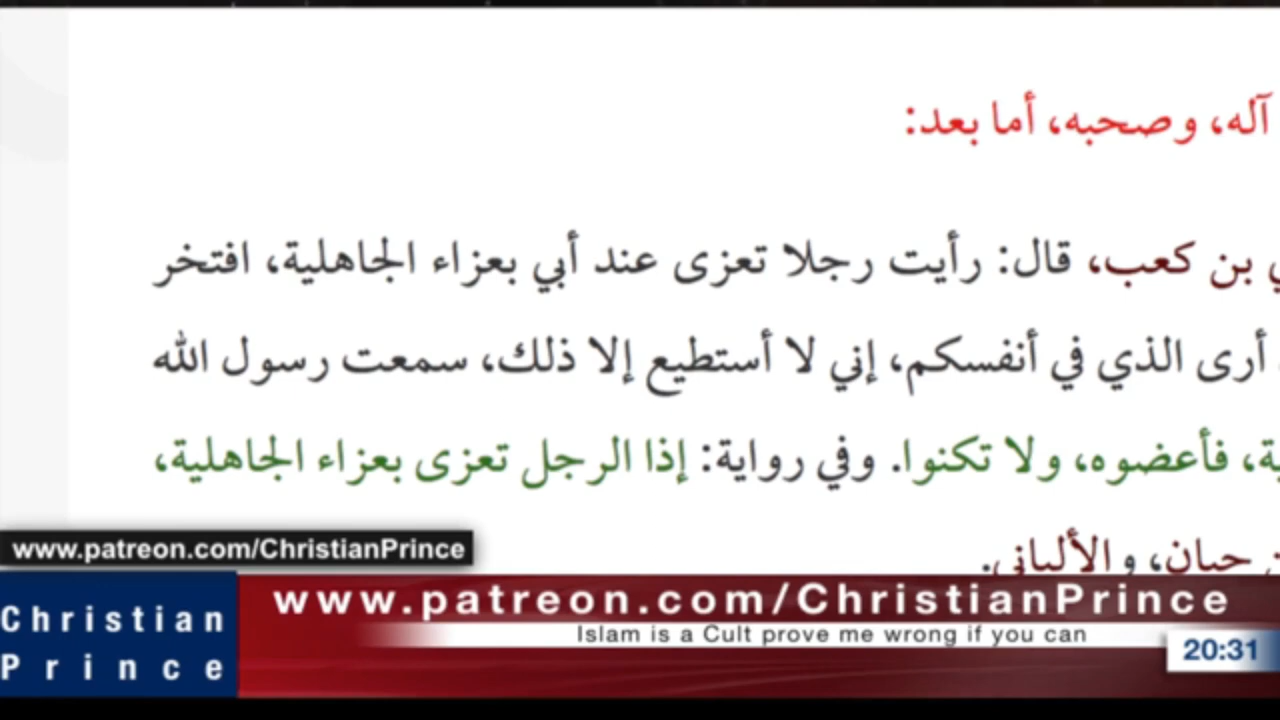 آله، وصحبه، أما بعد:
بن كعب، قال: رأيت رجلا تعزى عند أبي بعزاء الجاهلية، افتخر
أرى الذي في أنفسكم، إني لا أستطيع إلا ذلك، سمعت رسول الله
فأعضوه، ولا تكنوا. وفي رواية: إذا الرجل تعزى بعزاء الجاهلية،
حبان، والألباني.
www.patreon.com/ChristianPrince
www.patreon.com/ChristianPrince
Islam is a Cult prove me wrong if you can
Christian
Prince
20:31